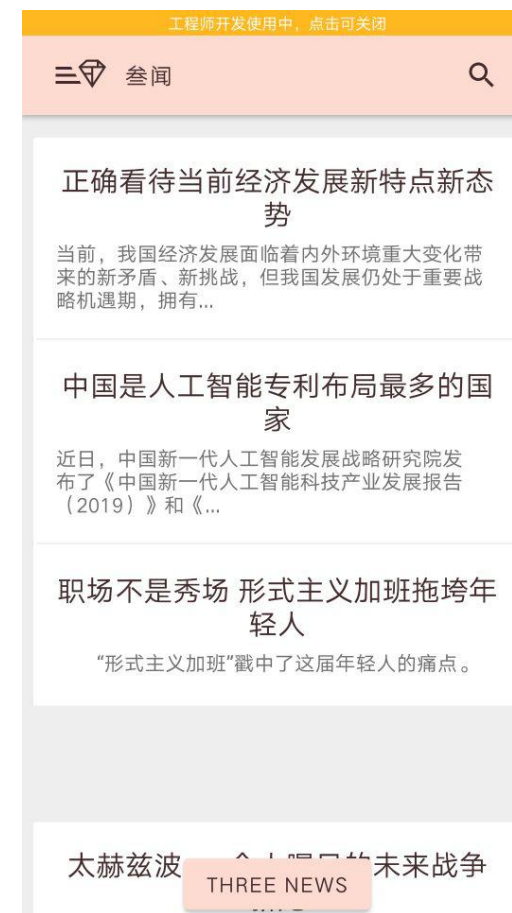 工程师开发使用中，点击可关闭
叁闻
正确看待当前经济发展新特点新态
势
当前，我国经济发展面临着内外环境重大变化带
来的新矛盾、新挑战，但我国发展仍处于重要战
略机遇期，拥有...
中国是人工智能专利布局最多的国
家
近日，中国新一代人工智能发展战略研究院发
布了《中国新一代人工智能科技产业发展报告
（2019）》和《...
职场不是秀场 形式主义加班拖垮年
轻人
“形式主义加班”戳中了这届年轻人的痛点。
太赫兹波 未来战争
THREE NEWS